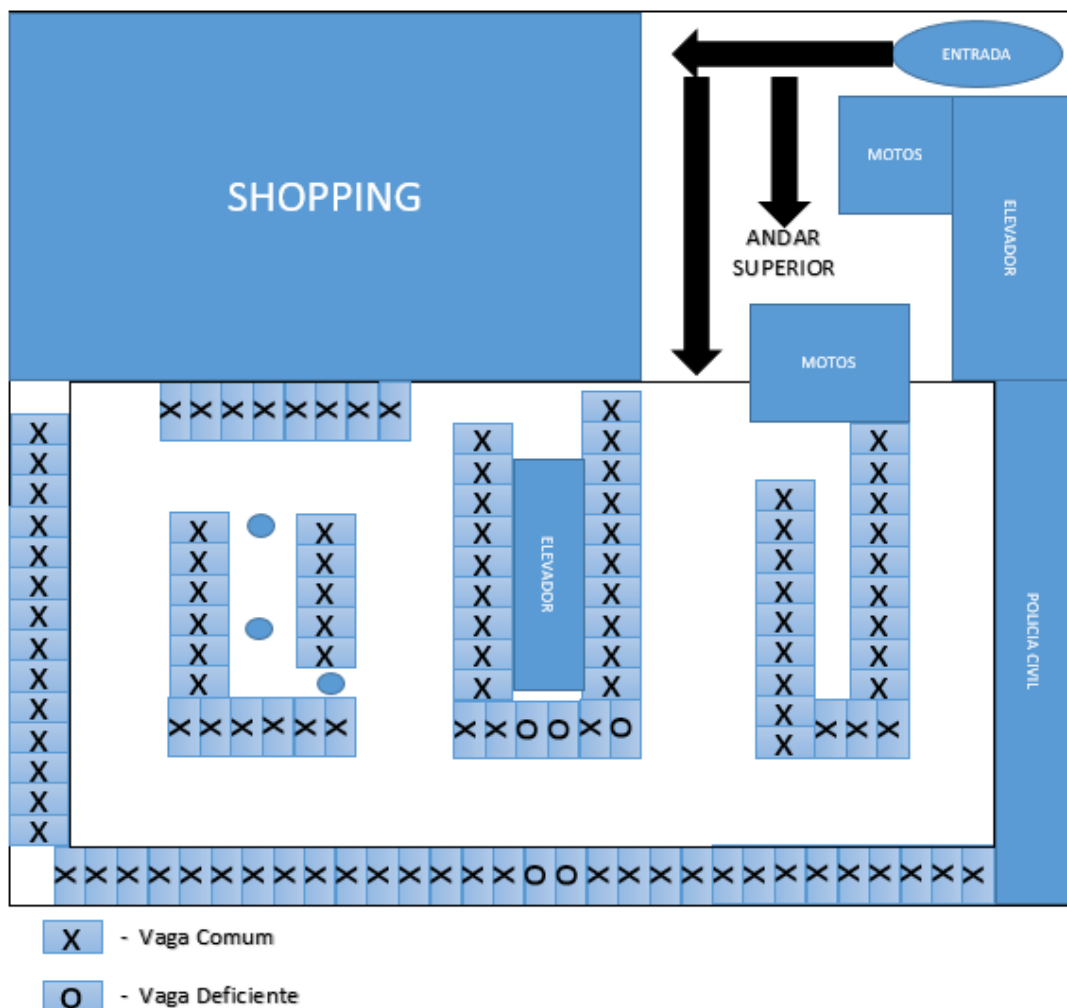 ENTRADA
SHOPPING
MOTOS
ELEVADOR
ANDAR
SUPERIOR
MOTOS
X X X X X X X X
X X X X X X X X X X X X X X
X X X X X X
X X X X X
X X X X X X
X X X X X X X X X
ELEVADOR
X X X X X X X X X X
X X O O X O
X X X X X X X X X
X X X X X X X X X
X X X
POLICIA CIVIL
X X X X X X X X X X X X X X X O O X X X X X X X X X X X X X
X - Vaga Comum
O - Vaga Deficiente